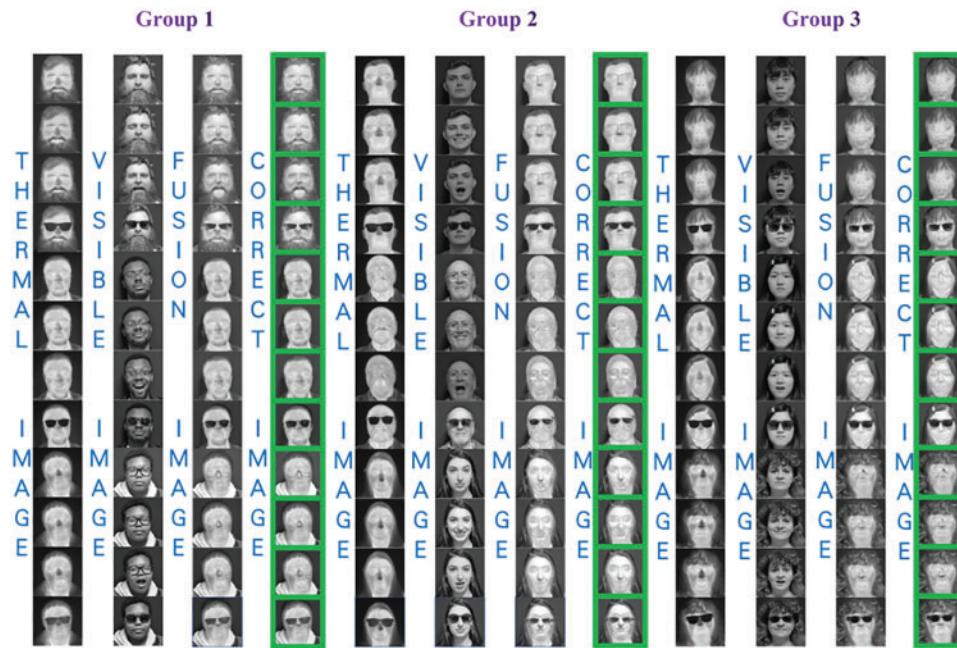 Group 1
Group 2
Group 3
THERMAL IMAGE
VISIBLE IMAGE
FUSION IMAGE
CORRECT IMAGE
THERMAL IMAGE
VISIBLE IMAGE
FUSION IMAGE
CORRECT IMAGE
THERMAL IMAGE
VISIBLE IMAGE
FUSION IMAGE
CORRECT IMAGE